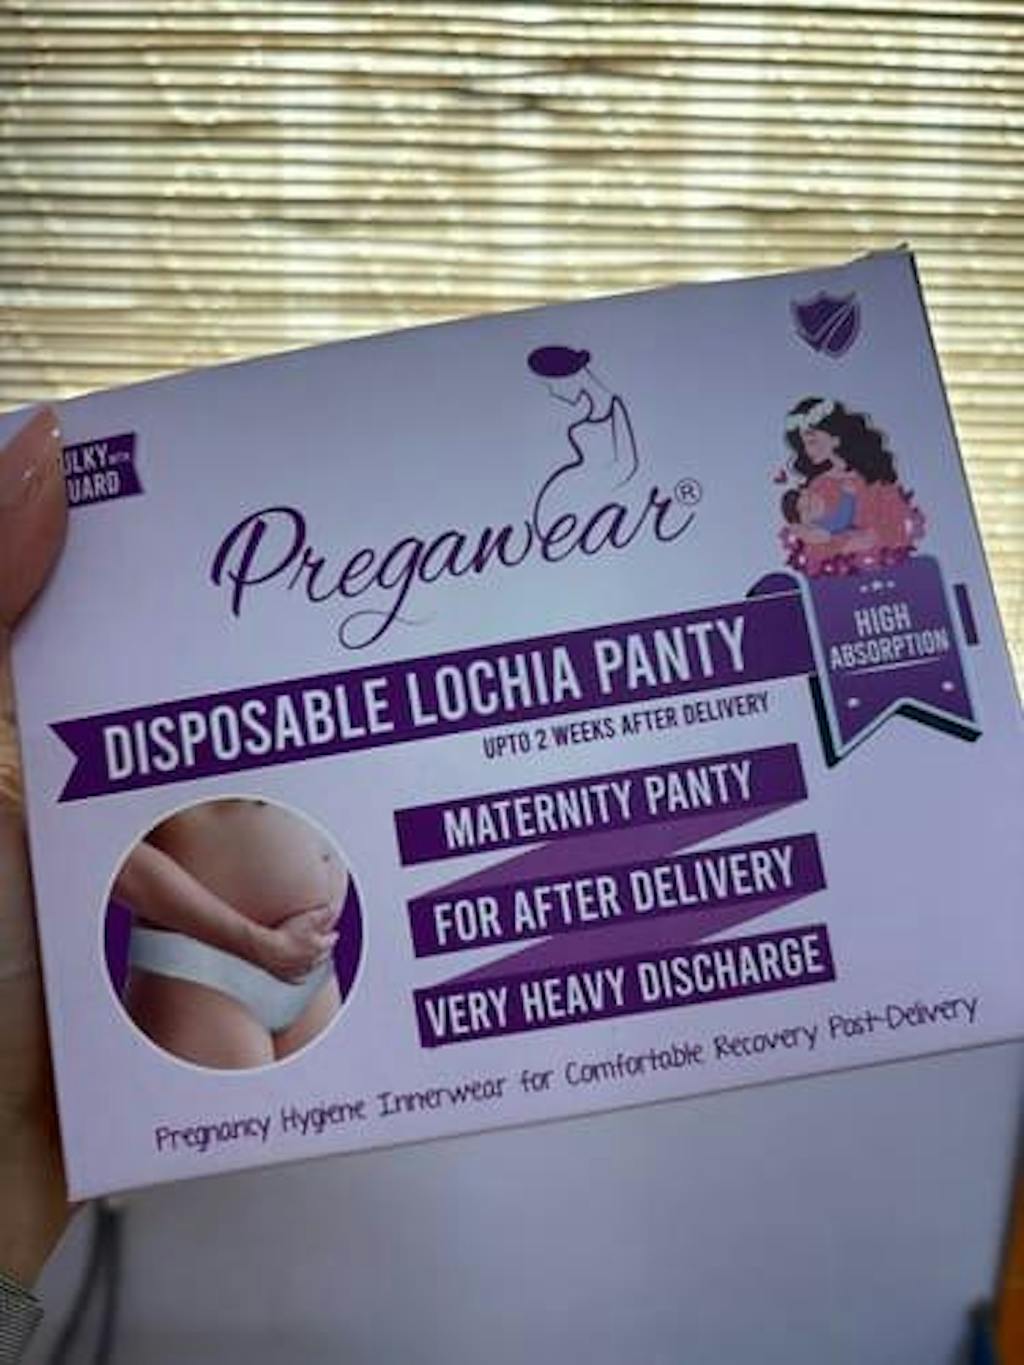 Pregawear®
DISPOSABLE LOCHIA PANTY
UPTO 2 WEEKS AFTER DELIVERY
HIGH
ABSORPTION
MATERNITY PANTY
FOR AFTER DELIVERY
VERY HEAVY DISCHARGE
Pregnancy Hygiene Innerwear for Comfortable Recovery Post-Delivery